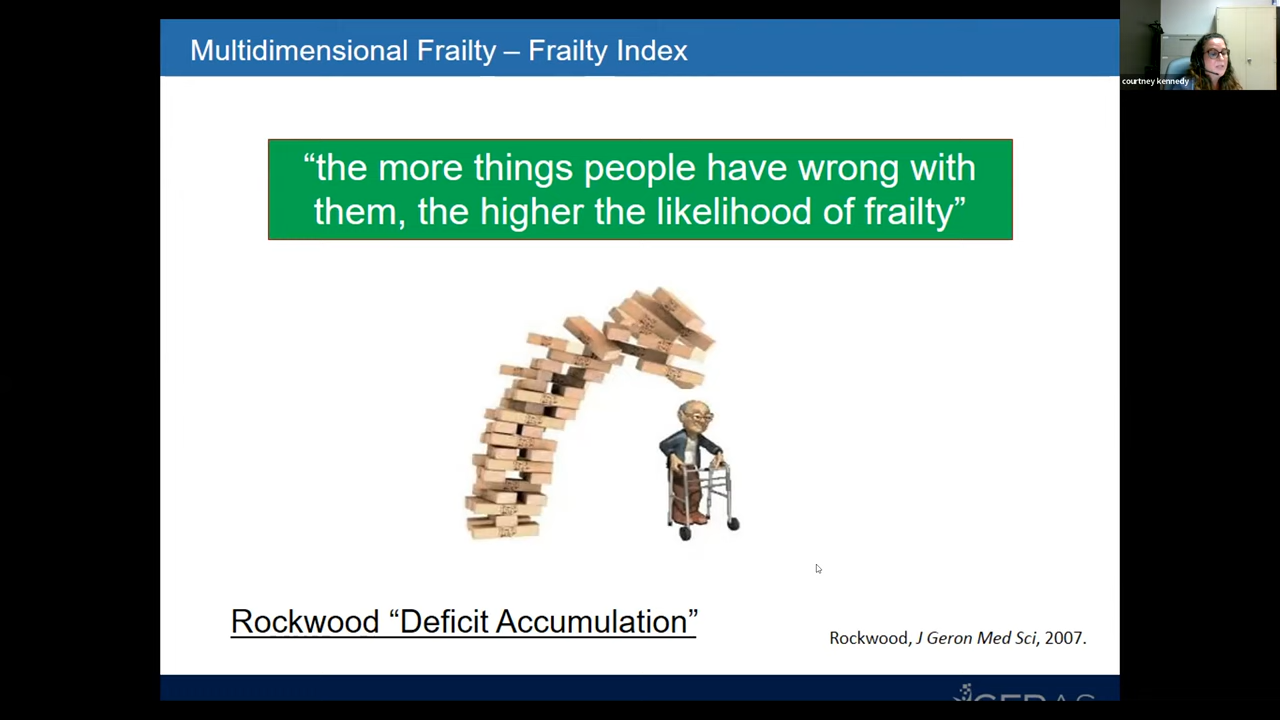 Multidimensional Frailty – Frailty Index
courtney kennedy
“the more things people have wrong with
them, the higher the likelihood of frailty”
Rockwood “Deficit Accumulation”
Rockwood, J Geron Med Sci, 2007.